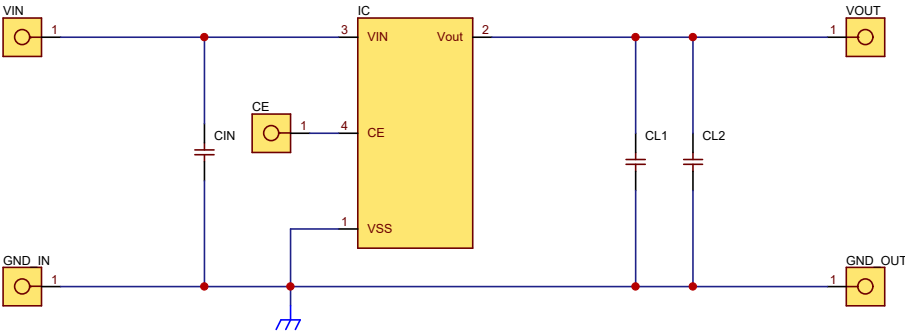 VIN
IC
VOUT
1
3
VIN
Vout
2
1
CE
1
4
CE
CIN
CL1
CL2
1
VSS
GND_IN
GND_OUT
1
1